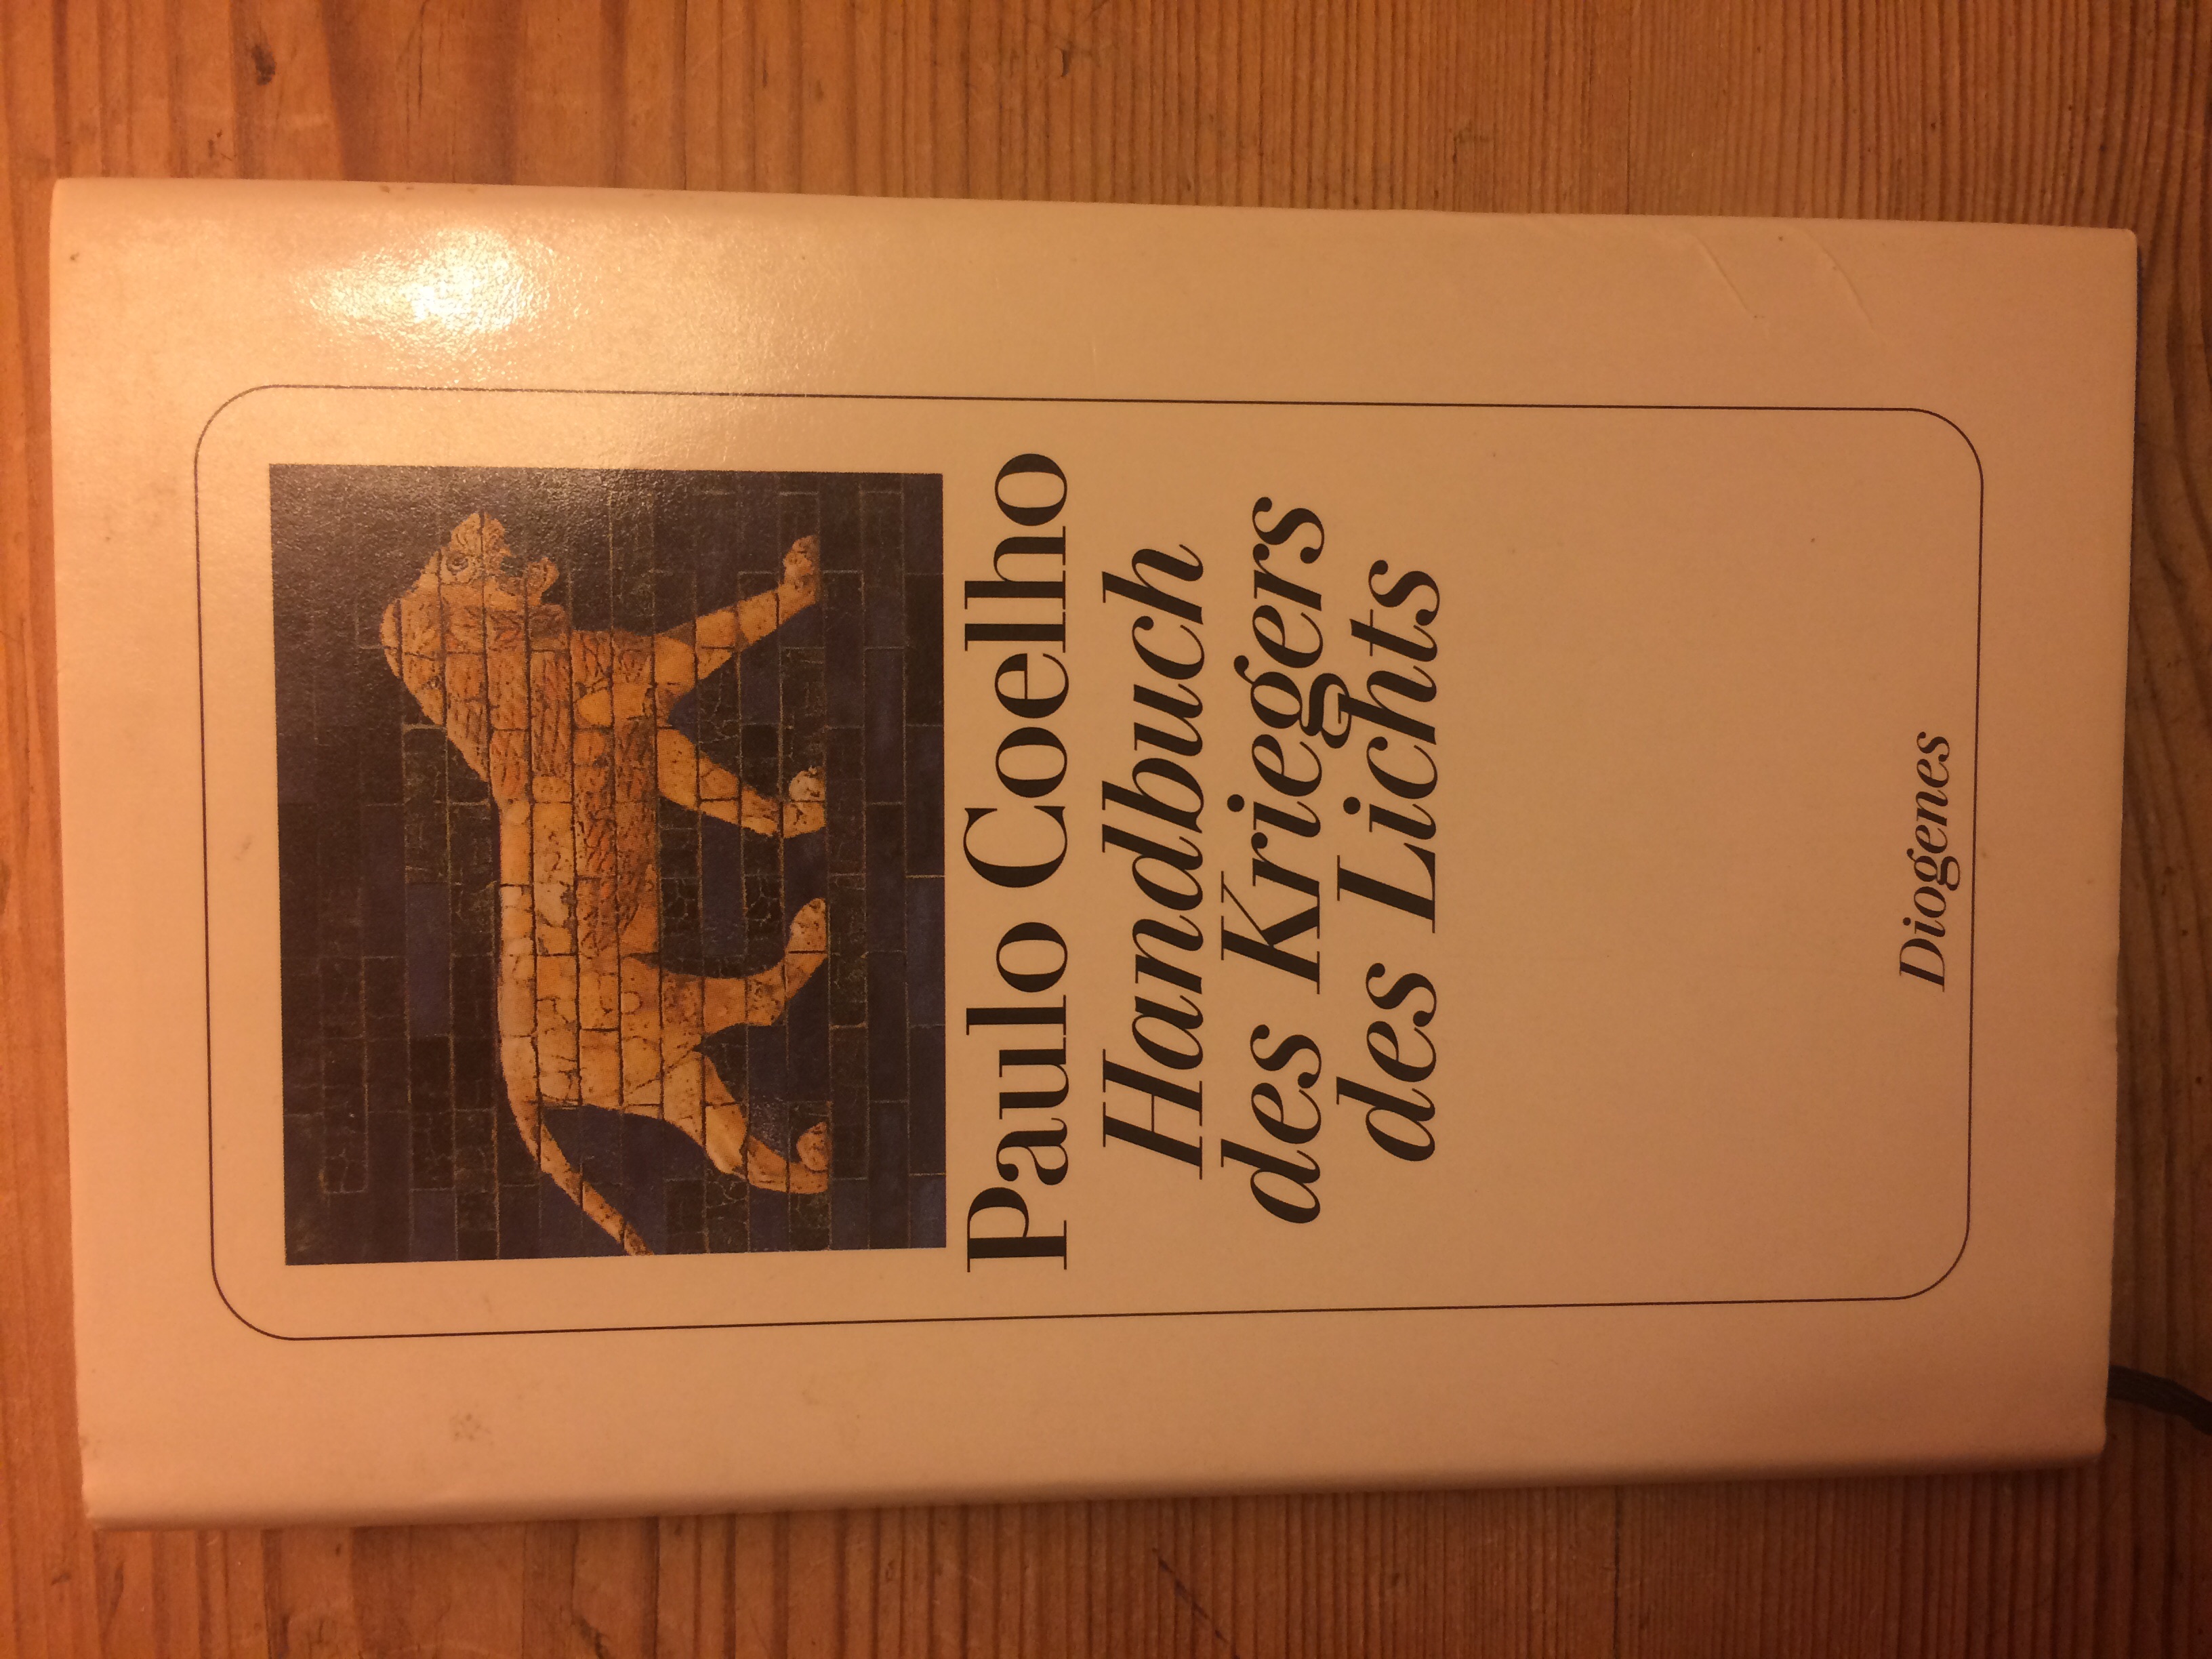 Paulo Coelho
Handbuch
des Kriegers
des Lichts
Diogenes